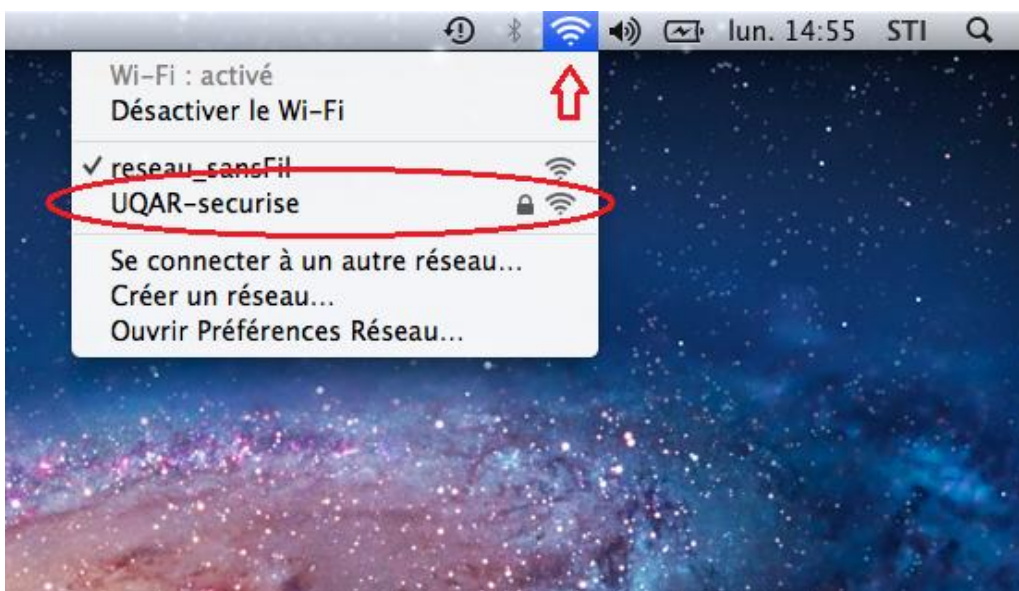 lun. 14:55 STI
Wi-Fi : activé
Désactiver le Wi-Fi
✓ reseau_sansFil
UQAR-securise
Se connecter à un autre réseau...
Créer un réseau...
Ouvrir Préférences Réseau...